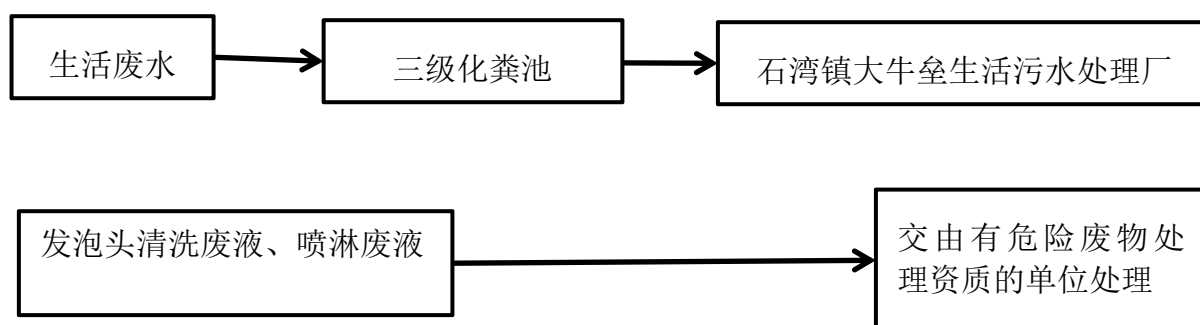 生活废水
三级化粪池
石湾镇大牛垒生活污水处理厂
发泡头清洗废液、喷淋废液
交由有危险废物处
理资质的单位处理